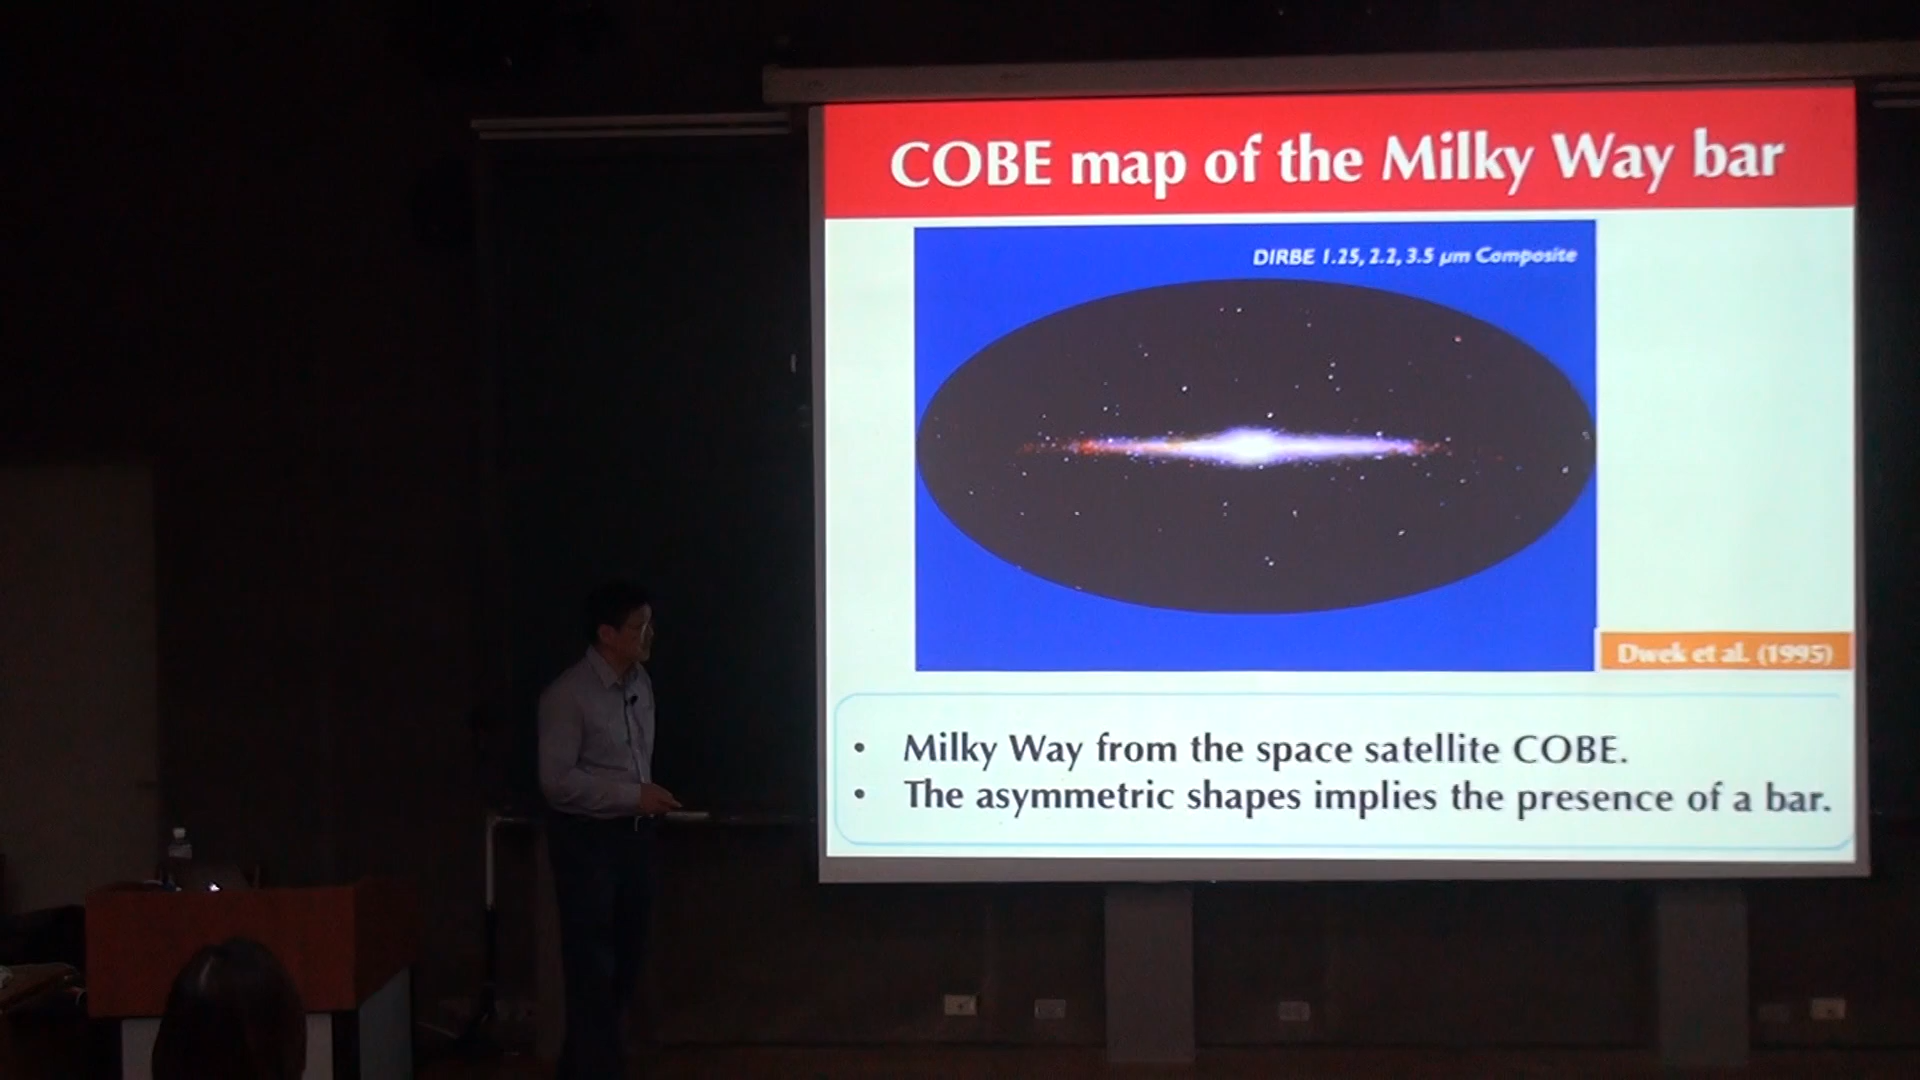 COBE map of the Milky Way bar
DIRBE 1.25, 2.2, 3.5 µm Composite
Dwek et al. (1995)
• Milky Way from the space satellite COBE.
• The asymmetric shapes implies the presence of a bar.